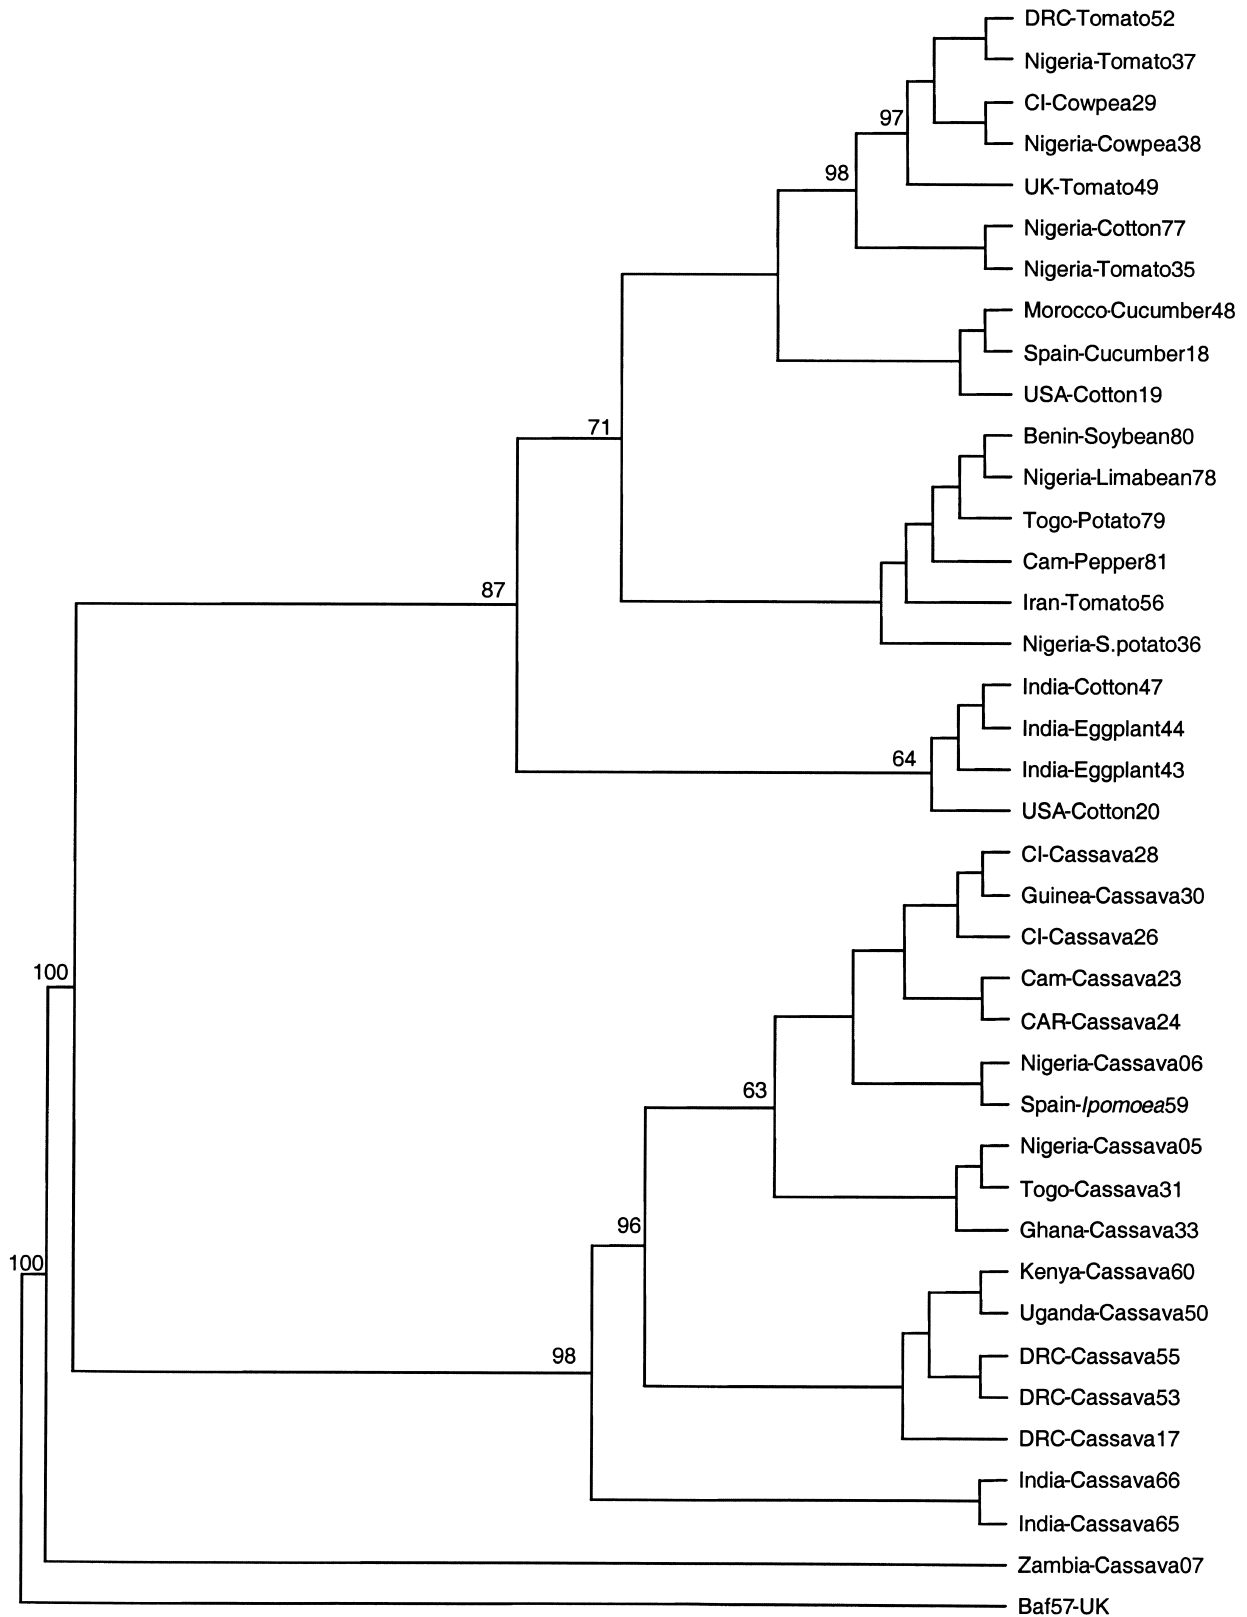 DRC-Tomato52
Nigeria-Tomato37
CI-Cowpea29
97
Nigeria-Cowpea38
98
UK-Tomato49
Nigeria-Cotton77
Nigeria-Tomato35
Morocco-Cucumber48
Spain-Cucumber18
USA-Cotton19
71
Benin-Soybean80
Nigeria-Limabean78
Togo-Potato79
Cam-Pepper81
87
Iran-Tomato56
Nigeria-S.potato36
India-Cotton47
India-Eggplant44
64
India-Eggplant43
USA-Cotton20
CI-Cassava28
Guinea-Cassava30
CI-Cassava26
100
Cam-Cassava23
CAR-Cassava24
Nigeria-Cassava06
63
Spain-Ipomoea59
Nigeria-Cassava05
Togo-Cassava31
96
Ghana-Cassava33
100
Kenya-Cassava60
Uganda-Cassava50
98
DRC-Cassava55
DRC-Cassava53
DRC-Cassava17
India-Cassava66
India-Cassava65
Zambia-Cassava07
Baf57-UK